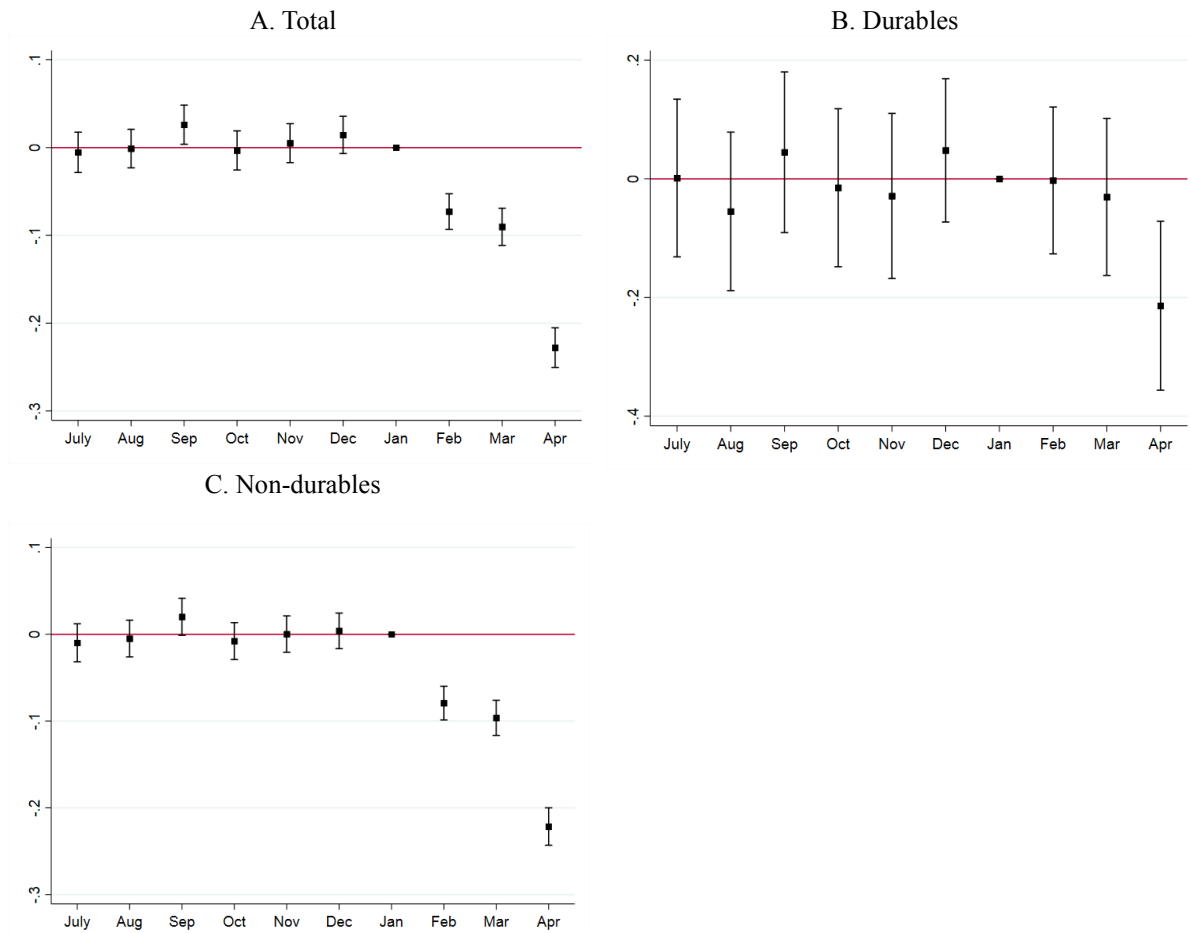 A. Total
.1
0
-.1
-.2
-.3
July Aug Sep Oct Nov Dec Jan Feb Mar Apr
B. Durables
.2
0
-.2
-.4
July Aug Sep Oct Nov Dec Jan Feb Mar Apr
C. Non-durables
.1
0
-.1
-.2
-.3
July Aug Sep Oct Nov Dec Jan Feb Mar Apr